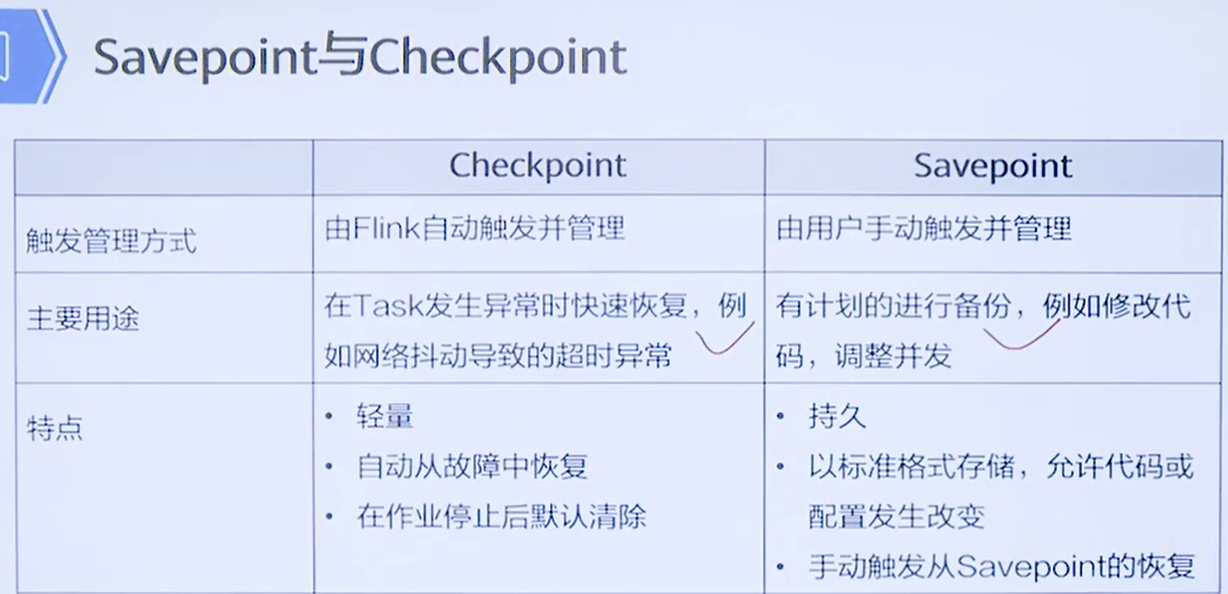 Savepoint与Checkpoint
Checkpoint
Savepoint
触发管理方式
由Flink自动触发并管理
由用户手动触发并管理
主要用途
在Task发生异常时快速恢复，例
如网络抖动导致的超时异常
有计划的进行备份，例如修改代
码，调整并发
特点
• 轻量
• 自动从故障中恢复
• 在作业停止后默认清除
• 持久
• 以标准格式存储，允许代码或
配置发生改变
• 手动触发从Savepoint的恢复